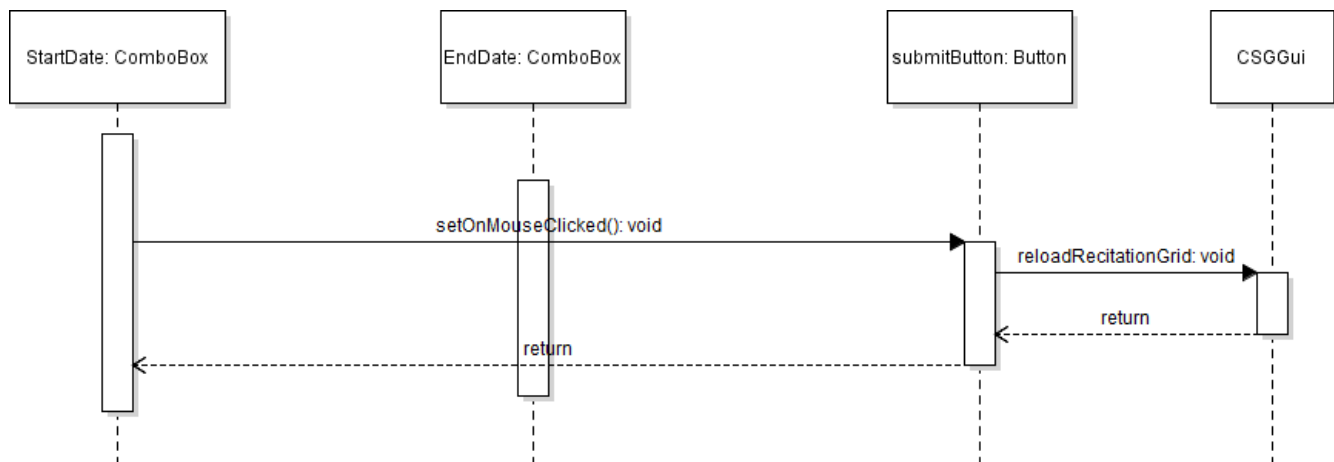 StartDate: ComboBox
EndDate: ComboBox
submitButton: Button
CSGGui
setOnMouseClicked(): void
reloadRecitationGrid: void
return
return